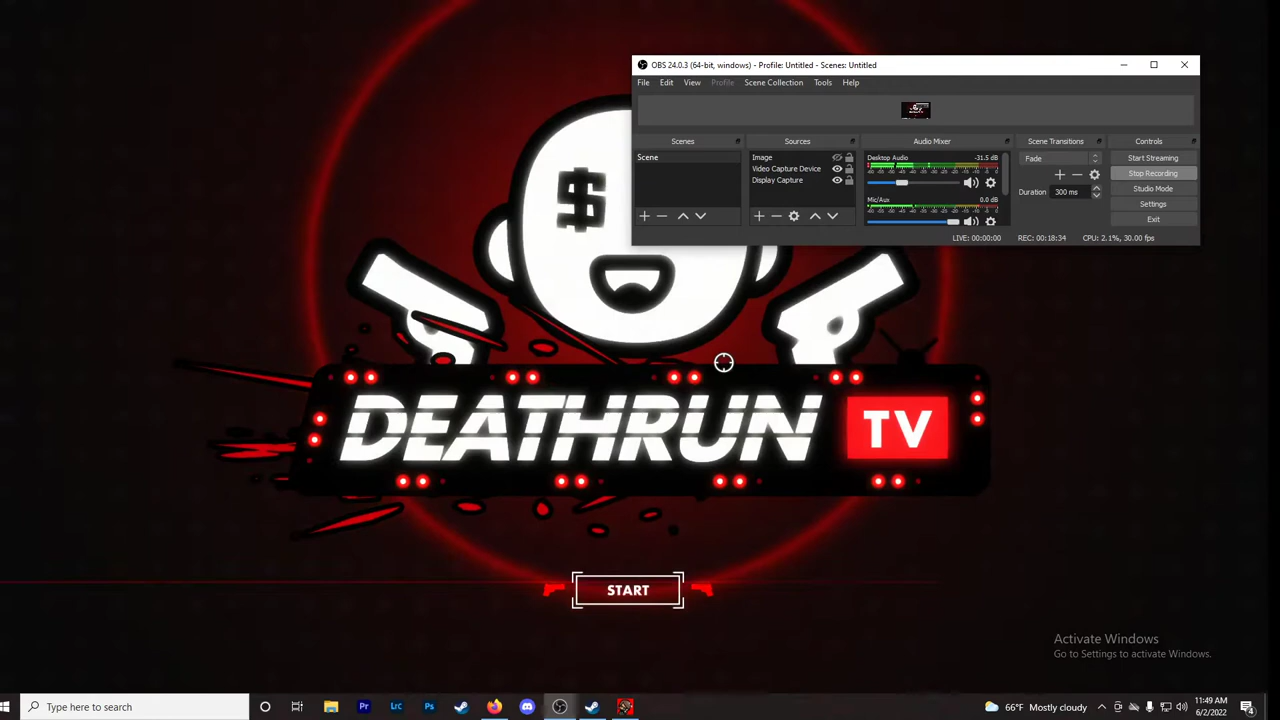 OBS 24.0.3 (64-bit, windows) - Profile: Untitled - Scenes: Untitled
File Edit View Profile Scene Collection Tools Help
Scenes Sources Audio Mixer Scene Transitions Controls
Scene
Image
Video Capture Device
Display Capture
Desktop Audio -31.5 dB
Mic/Aux 0.0 dB
Fade
Duration 300 ms
Start Streaming
Stop Recording
Studio Mode
Settings
Exit
LIVE: 00:00:00 REC: 00:18:34 CPU: 2.1%, 30.00 fps
$
DEATHRUN TV
START
Activate Windows
Go to Settings to activate Windows.
Type here to search
Pr
Lrc
Ps
66°F Mostly cloudy
11:49 AM
6/2/2022
4